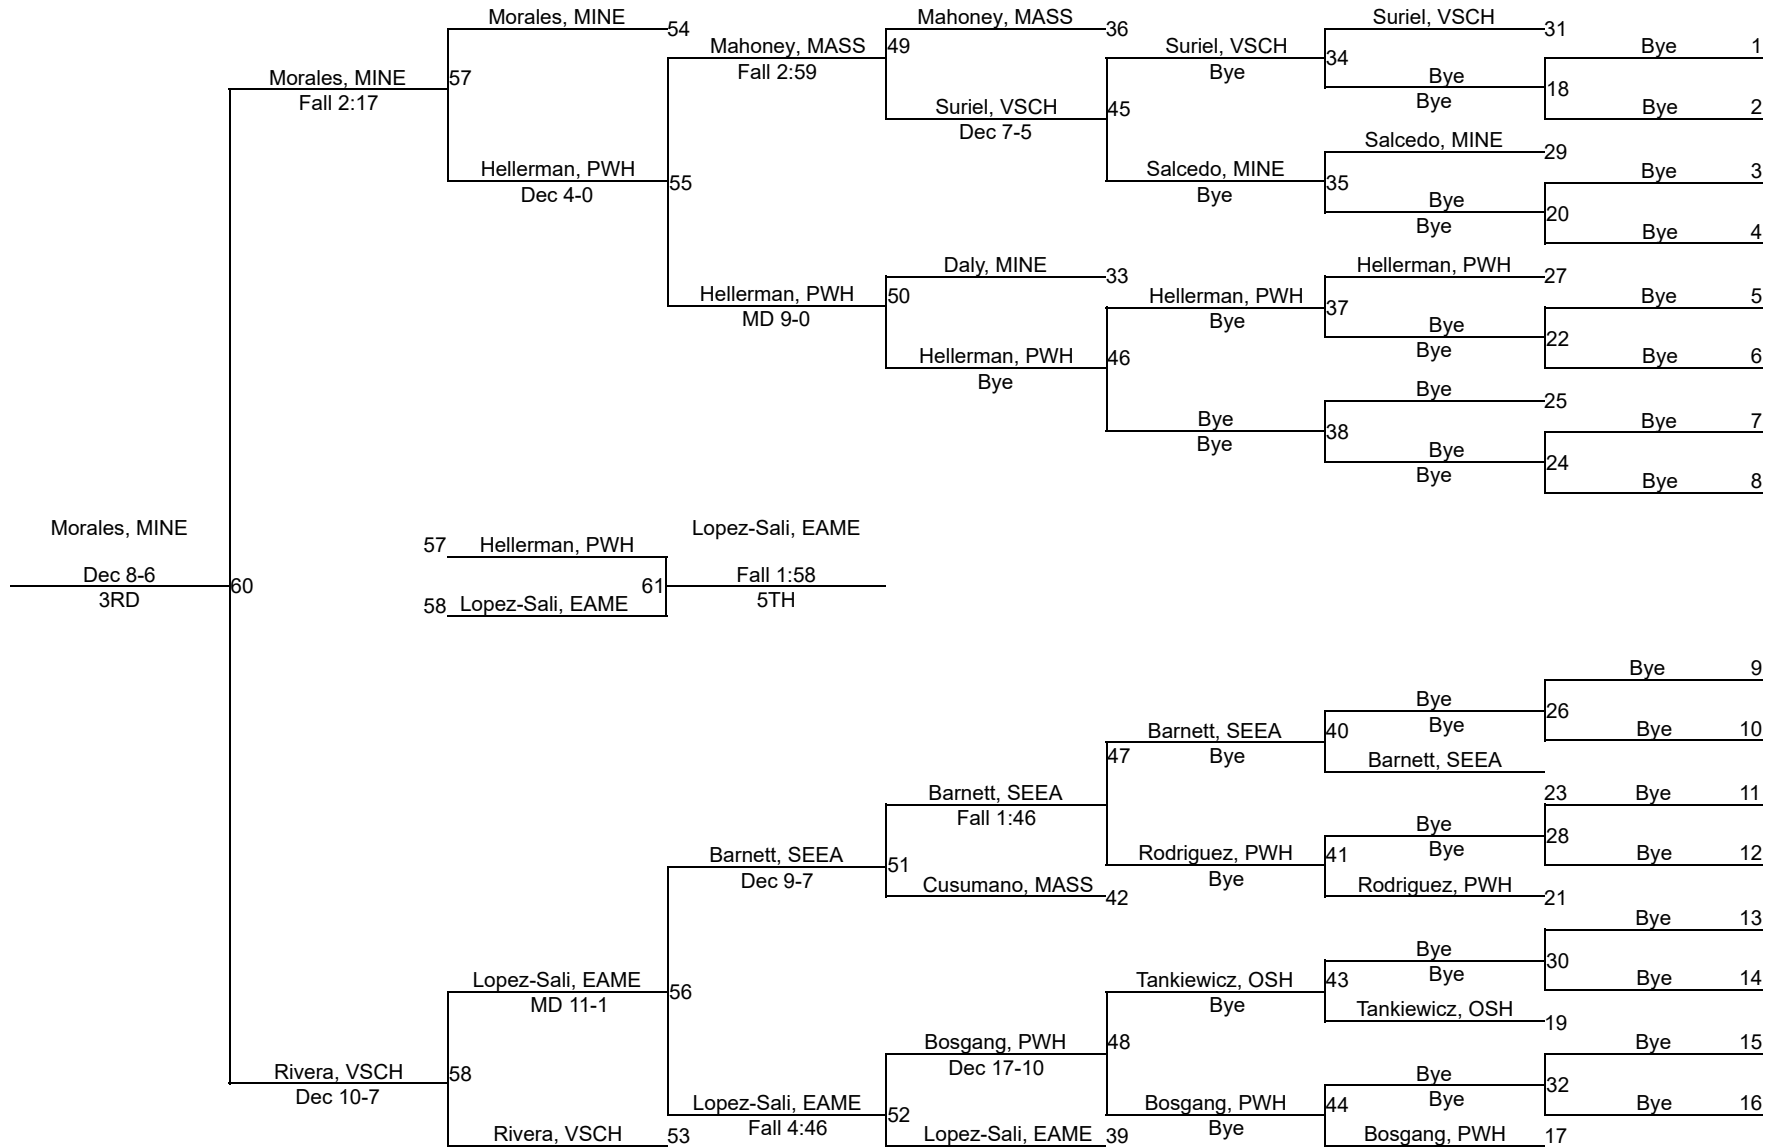 Morales, MINE
54
Mahoney, MASS
36
Suriel, VSCH
31
Mahoney, MASS
49
Fall 2:59
Suriel, VSCH
34
Bye
Bye 1
Morales, MINE
57
Fall 2:17
Bye
18
Bye
Suriel, VSCH
45
Dec 7-5
Bye 2
Salcedo, MINE
29
Hellerman, PWH
55
Dec 4-0
Salcedo, MINE
35
Bye
Bye 3
Bye
20
Bye
Bye 4
Daly, MINE
33
Hellerman, PWH
27
Hellerman, PWH
50
MD 9-0
Hellerman, PWH
37
Bye
Bye 5
Bye
22
Bye
Hellerman, PWH
46
Bye
Bye 6
Bye
25
Bye
38
Bye
Bye 7
Bye
24
Bye
Bye 8
Morales, MINE
Dec 8-6
60
3RD
57 Hellerman, PWH
Lopez-Sali, EAME
61
Fall 1:58
5TH
58 Lopez-Sali, EAME
Bye 9
Bye
26
Bye
Barnett, SEEA
40
Bye
47
Bye 10
Barnett, SEEA
23
Barnett, SEEA
Fall 1:46
Bye 11
Bye
28
Bye
Barnett, SEEA
51
Dec 9-7
Rodriguez, PWH
41
Bye
Bye 12
Cusumano, MASS
42
Rodriguez, PWH
21
Bye 13
Bye
30
Bye
Lopez-Sali, EAME
56
MD 11-1
Tankiewicz, OSH
43
Bye
Bye 14
Tankiewicz, OSH
19
Bosgang, PWH
48
Dec 17-10
Bye 15
Rivera, VSCH
58
Dec 10-7
Bye
32
Bye
Lopez-Sali, EAME
52
Fall 4:46
Bosgang, PWH
44
Bye
Bye 16
Rivera, VSCH
53
Lopez-Sali, EAME
39
Bosgang, PWH
17